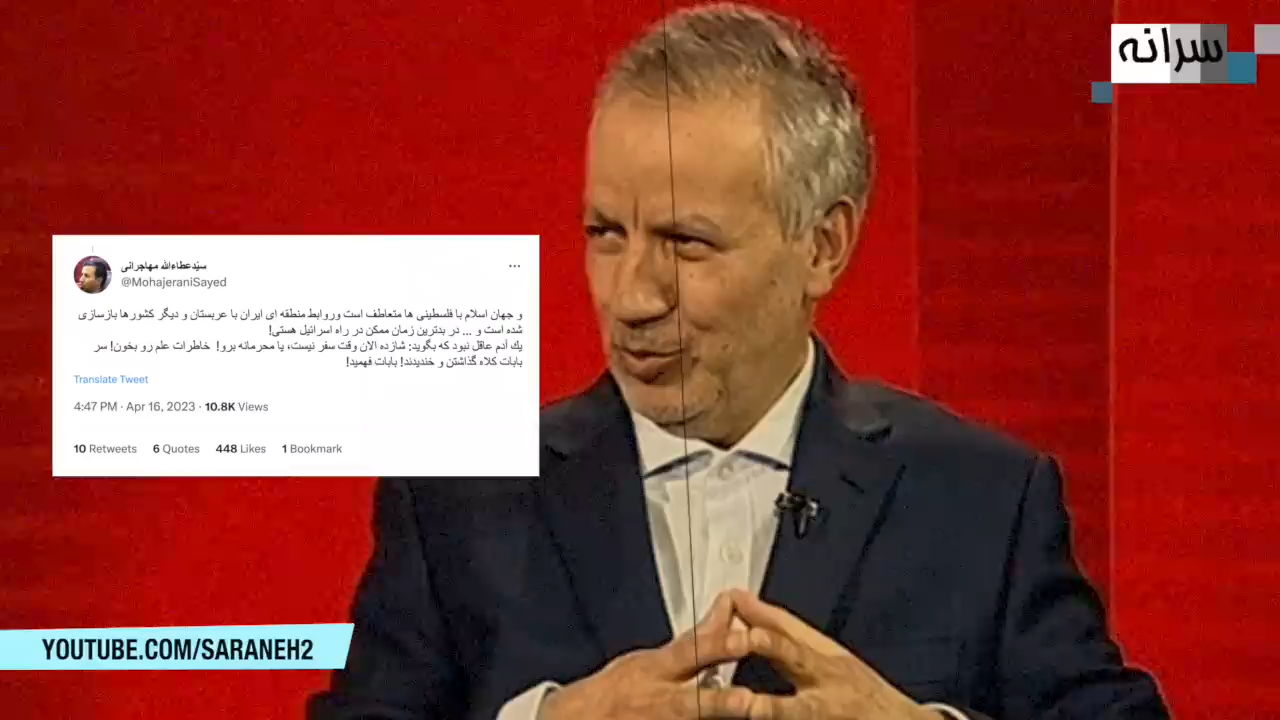 سرانه
سیّدعطاءالله مهاجرانی
@MohajeraniSayed
و جهان اسلام با فلسطینی ها متعاطف است وروابط منطقه ای ایران با عربستان و دیگر کشورها بازسازی
شده است و ... در بدترین زمان ممکن در راه اسرائیل هستی!
یك آدم عاقل نبود که بگوید: شازده الان وقت سفر نیست، یا محرمانه برو! خاطرات علم رو بخون! سر
بابات کلاه گذاشتن و خندیدند! بابات فهمید!
Translate Tweet
4:47 PM · Apr 16, 2023 · 10.8K Views
10 Retweets 6 Quotes 448 Likes 1 Bookmark
YOUTUBE.COM/SARANEH2